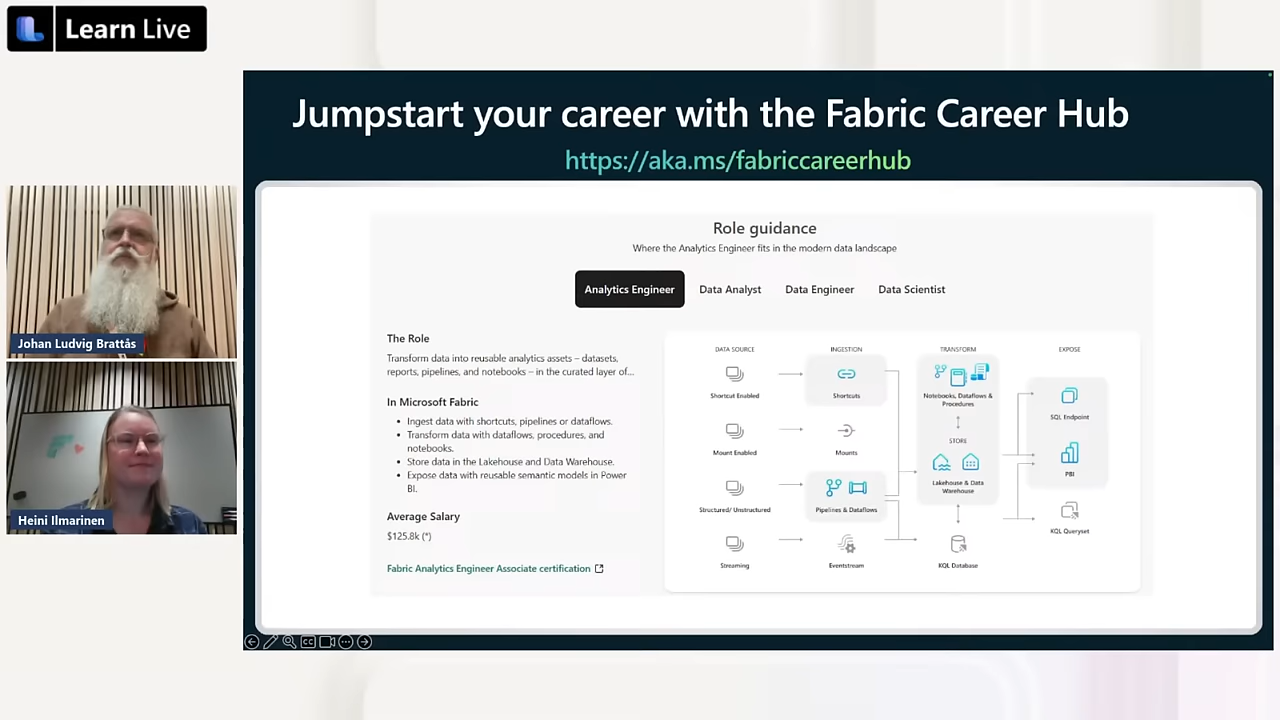 Learn Live
Jumpstart your career with the Fabric Career Hub
https://aka.ms/fabriccareerhub
Role guidance
Where the Analytics Engineer fits in the modern data landscape
Analytics Engineer
Data Analyst
Data Engineer
Data Scientist
The Role
Transform data into reusable analytics assets – datasets,
reports, pipelines, and notebooks – in the curated layer of...
In Microsoft Fabric
• Ingest data with shortcuts, pipelines or dataflows.
• Transform data with dataflows, procedures, and
notebooks.
• Store data in the Lakehouse and Data Warehouse.
• Expose data with reusable semantic models in Power
BI.
Average Salary
$125.8k (*)
Fabric Analytics Engineer Associate certification
DATA SOURCE
INGESTION
TRANSFORM
EXPOSE
Shortcut Enabled
Shortcuts
Notebooks, Dataflows &
Procedures
SQL Endpoint
Mount Enabled
Mounts
STORE
PBI
Lakehouse & Data
Warehouse
Structured/ Unstructured
Pipelines & Dataflows
KQL Queryset
Streaming
Eventstream
KQL Database
Johan Ludvig Brattås
Heini Ilmarinen
CC